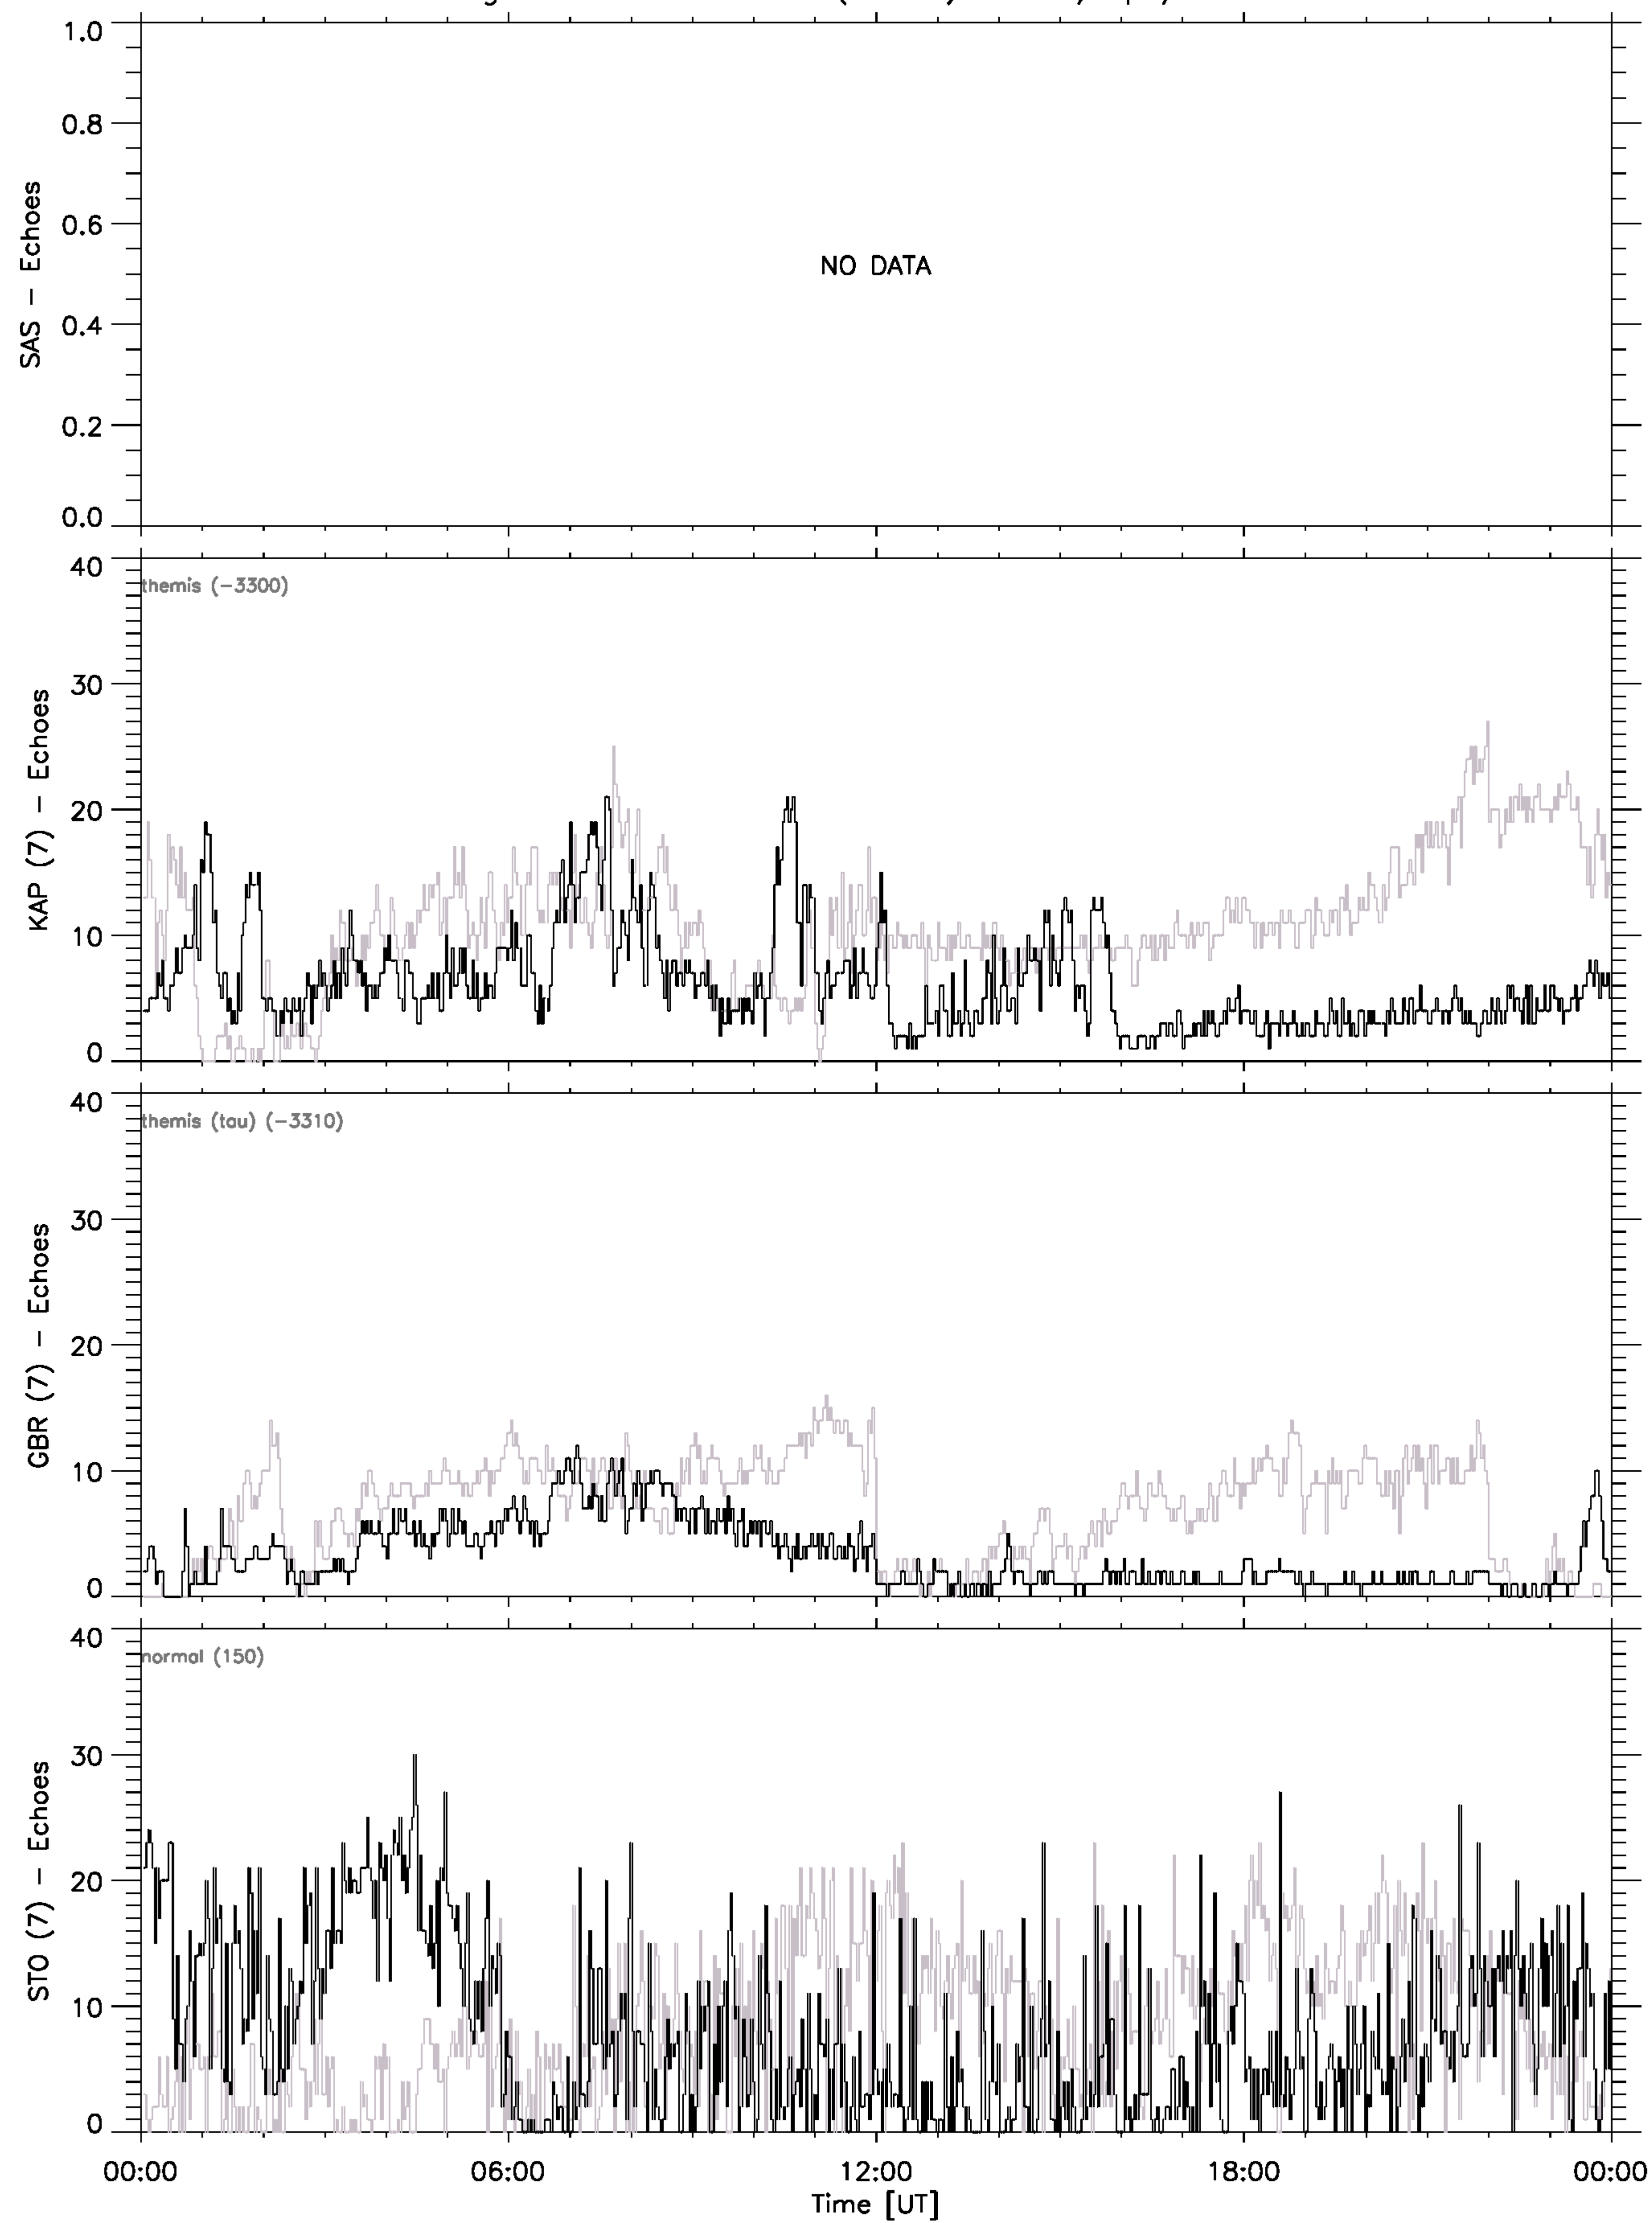 SAS – Echoes
1.0
0.8
0.6
0.4
0.2
0.0
NO DATA
KAP (7) – Echoes
40
30
20
10
0
themis (–3300)
GBR (7) – Echoes
40
30
20
10
0
themis (tau) (–3310)
STO (7) – Echoes
40
30
20
10
0
normal (150)
00:00
06:00
12:00
18:00
00:00
Time [UT]